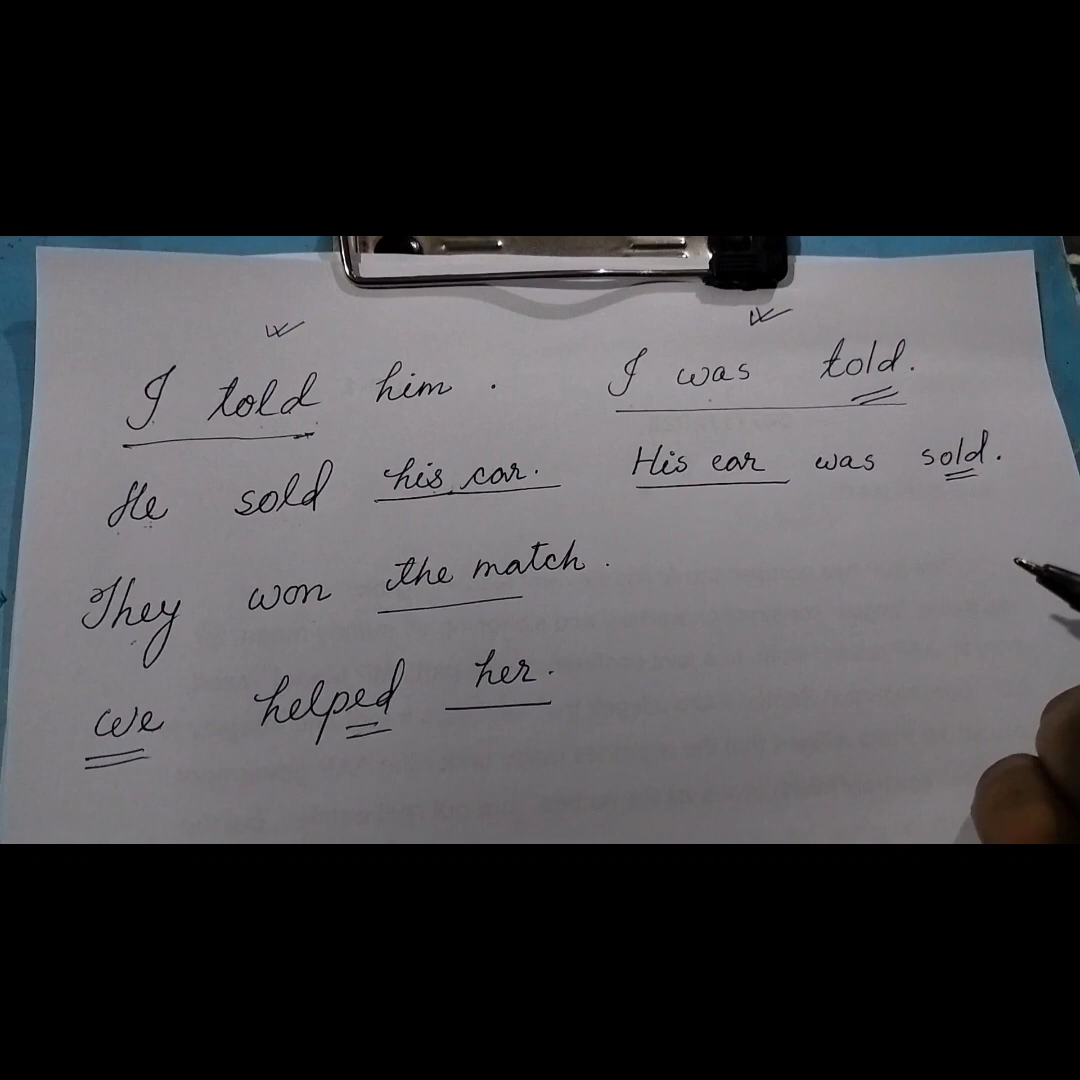 I told him. I was told.
He sold his car. His car was sold.
They won the match.
we helped her.